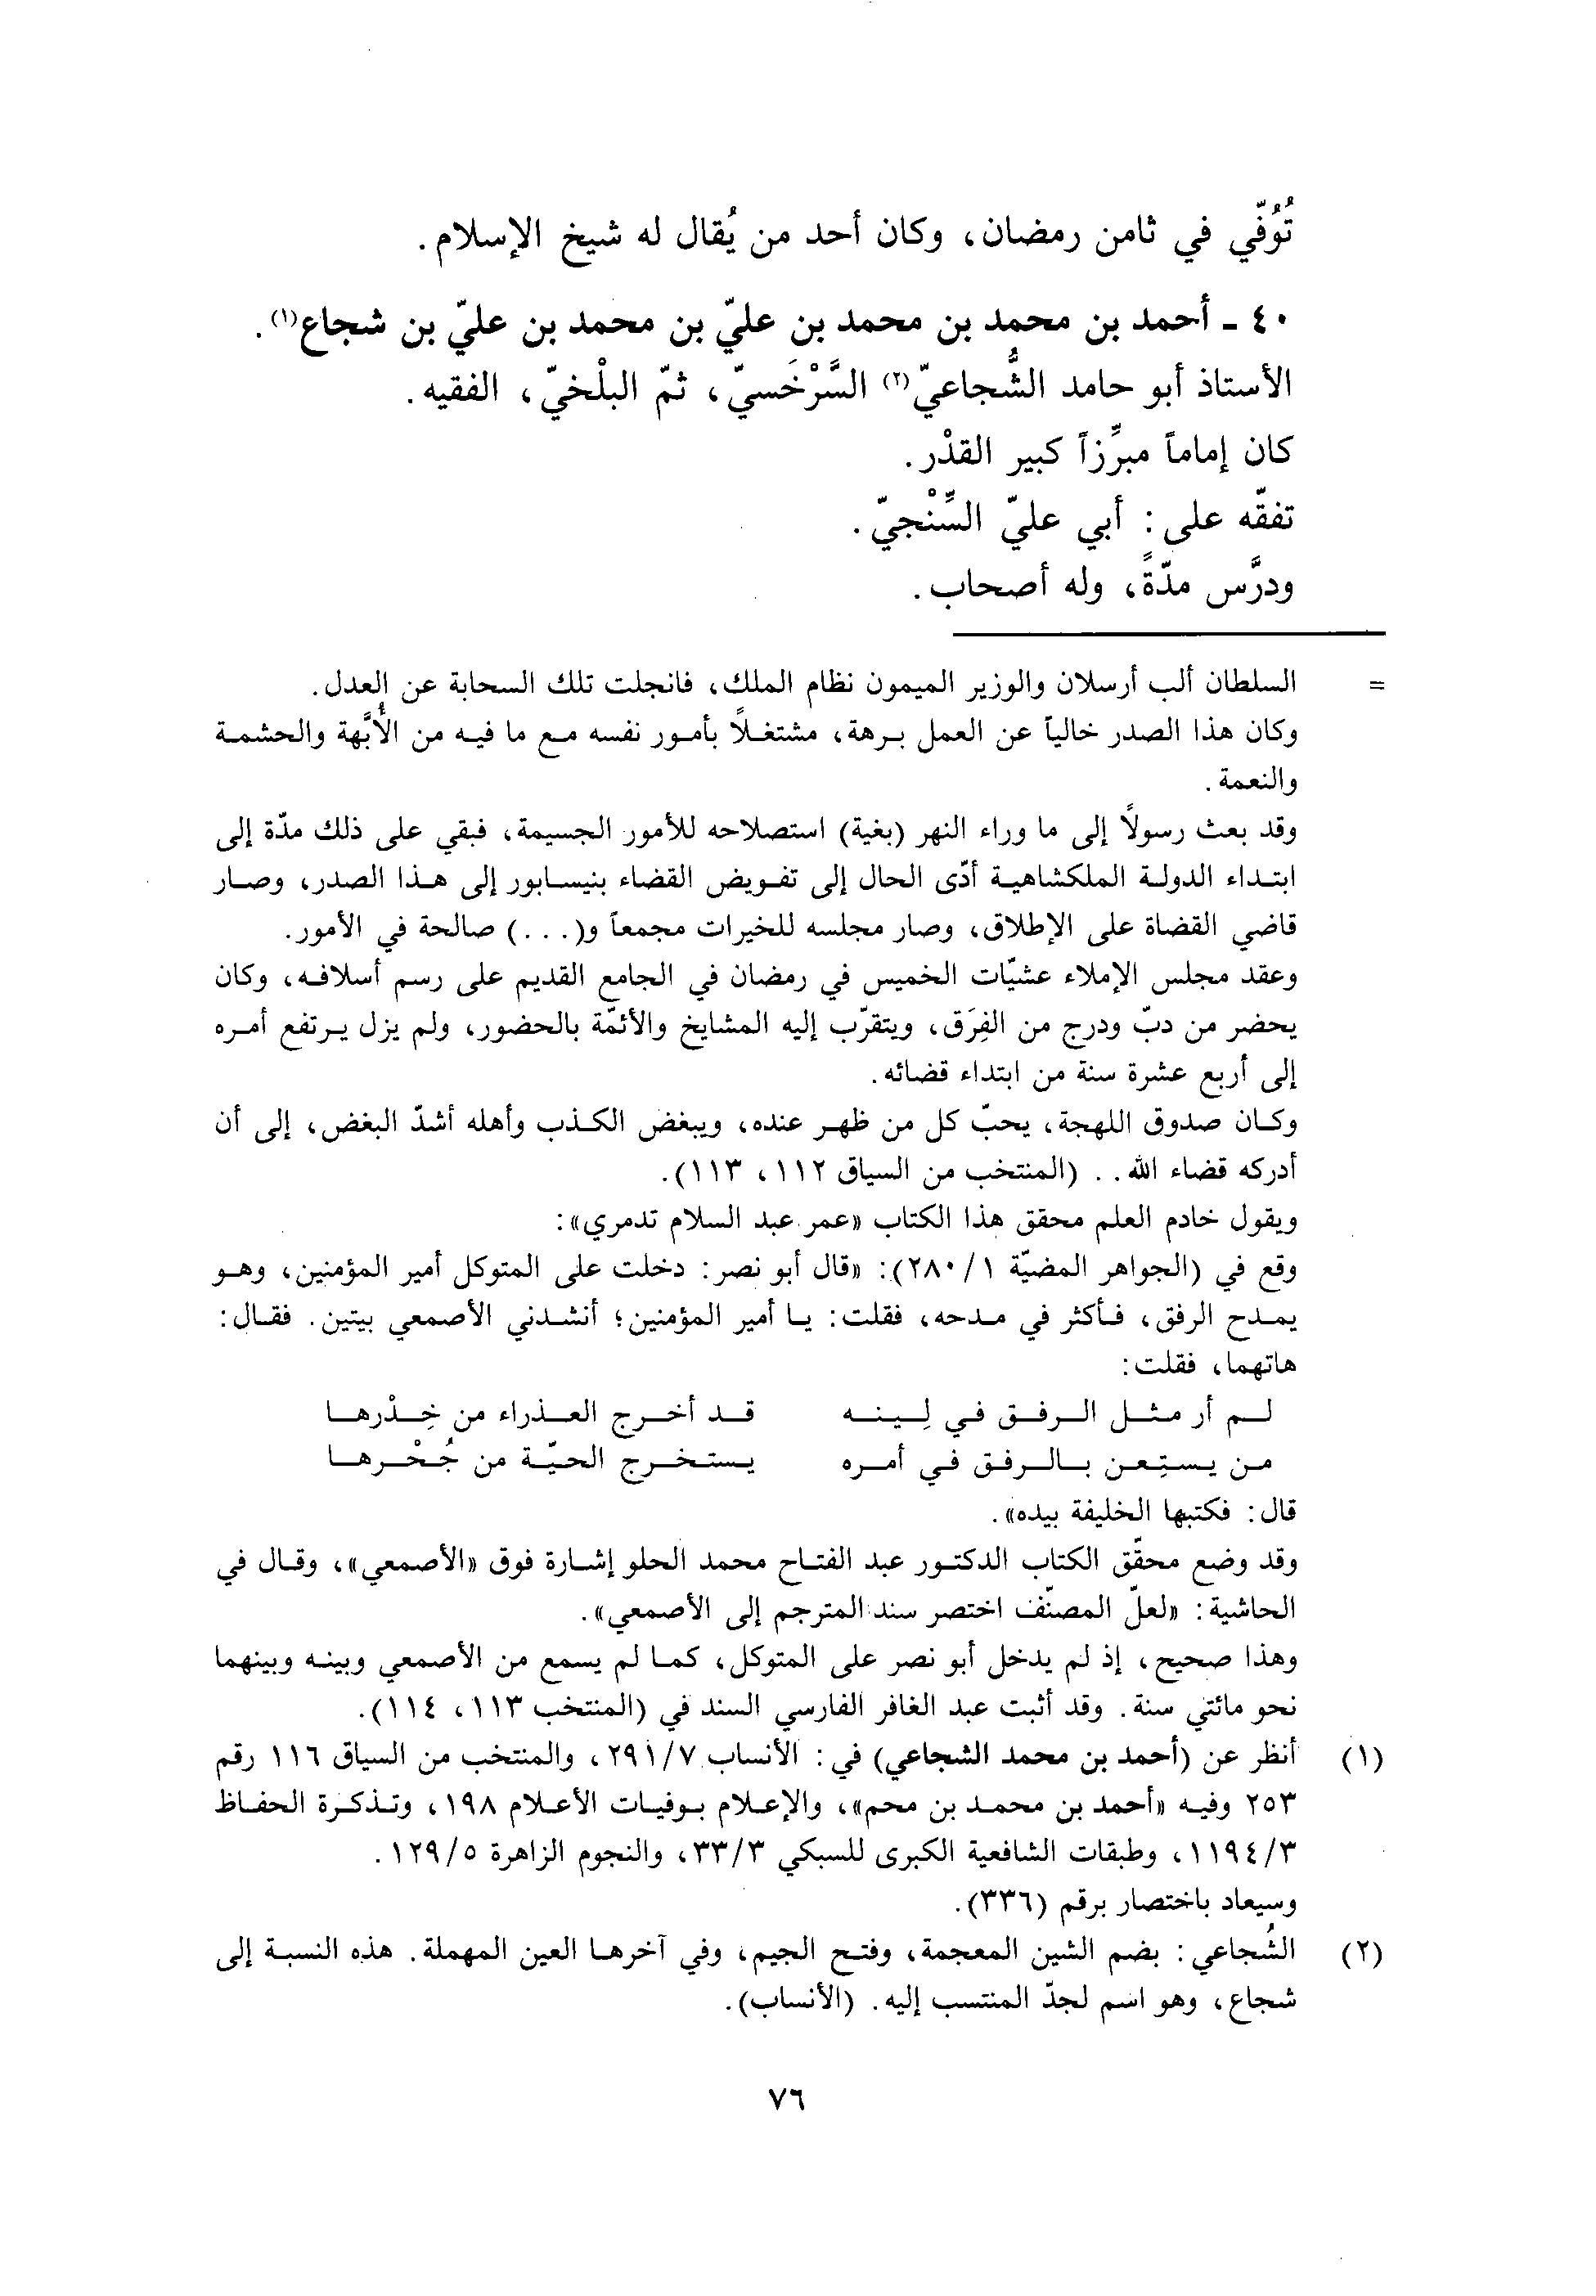 تُوُفّي في ثامن رمضان، وكان أحد من يُقال له شيخ الإسلام.
٤٠ - أحمد بن محمد بن محمد بن عليّ بن محمد بن عليّ بن شجاع(١).
الأستاذ أبو حامد الشُّجاعيّ(٢) السَّرْخَسيّ، ثمّ البلْخيّ، الفقيه.
كان إماماً مبرِّزاً كبير القدْر.
تفقّه على: أبي عليّ السِّنْجيّ.
ودرَّس مدّةً، وله أصحاب.
= السلطان ألب أرسلان والوزير الميمون نظام الملك، فانجلت تلك السحابة عن العدل.
وكان هذا الصدر خالياً عن العمل برهة، مشتغلاً بأمور نفسه مع ما فيه من الأُبَّهة والحشمة
والنعمة.
وقد بعث رسولاً إلى ما وراء النهر (بغية) استصلاحه للأمور الجسيمة، فبقي على ذلك مدّة إلى
ابتداء الدولة الملكشاهية أدّى الحال إلى تفويض القضاء بنيسابور إلى هذا الصدر، وصار
قاضي القضاة على الإطلاق، وصار مجلسه للخيرات مجمعاً و(...) صالحة في الأمور.
وعقد مجلس الإملاء عشيّات الخميس في رمضان في الجامع القديم على رسم أسلافه، وكان
يحضر من دبّ ودرج من الفِرَق، ويتقرّب إليه المشايخ والأئمّة بالحضور، ولم يزل يرتفع أمره
إلى أربع عشرة سنة من ابتداء قضائه.
وكان صدوق اللهجة، يحبّ كل من ظهر عنده، ويبغض الكذب وأهله أشدّ البغض، إلى أن
أدركه قضاء الله.. (المنتخب من السياق ١١٢، ١١٣).
ويقول خادم العلم محقق هذا الكتاب «عمر عبد السلام تدمري»:
وقع في (الجواهر المضيّة ١/٢٨٠): «قال أبو نصر: دخلت على المتوكل أمير المؤمنين، وهو
يمدح الرفق، فأكثر في مدحه، فقلت: يا أمير المؤمنين؛ أنشدني الأصمعي بيتين. فقال:
هاتهما، فقلت:
لم أر مثل الرفق في لِينه قد أخرج العذراء من خِدْرها
من يستِعن بالرفق في أمره يستخرج الحيّة من جُحْرها
قال: فكتبها الخليفة بيده».
وقد وضع محقّق الكتاب الدكتور عبد الفتاح محمد الحلو إشارة فوق «الأصمعي»، وقال في
الحاشية: «لعلّ المصنّف اختصر سند المترجم إلى الأصمعي».
وهذا صحيح، إذ لم يدخل أبو نصر على المتوكل، كما لم يسمع من الأصمعي وبينه وبينهما
نحو مائتي سنة. وقد أثبت عبد الغافر الفارسي السند في (المنتخب ١١٣، ١١٤).
(١) أنظر عن (أحمد بن محمد الشجاعي) في: الأنساب ٧/٢٩١، والمنتخب من السياق ١١٦ رقم
٢٥٣ وفيه «أحمد بن محمد بن محم»، والإعلام بوفيات الأعلام ١٩٨، وتذكرة الحفاظ
٣/١١٩٤، وطبقات الشافعية الكبرى للسبكي ٣/٣٣، والنجوم الزاهرة ٥/١٢٩.
وسيعاد باختصار برقم (٣٣٦).
(٢) الشُجاعي: بضم الشين المعجمة، وفتح الجيم، وفي آخرها العين المهملة. هذه النسبة إلى
شجاع، وهو اسم لجدّ المنتسب إليه. (الأنساب).
٧٦